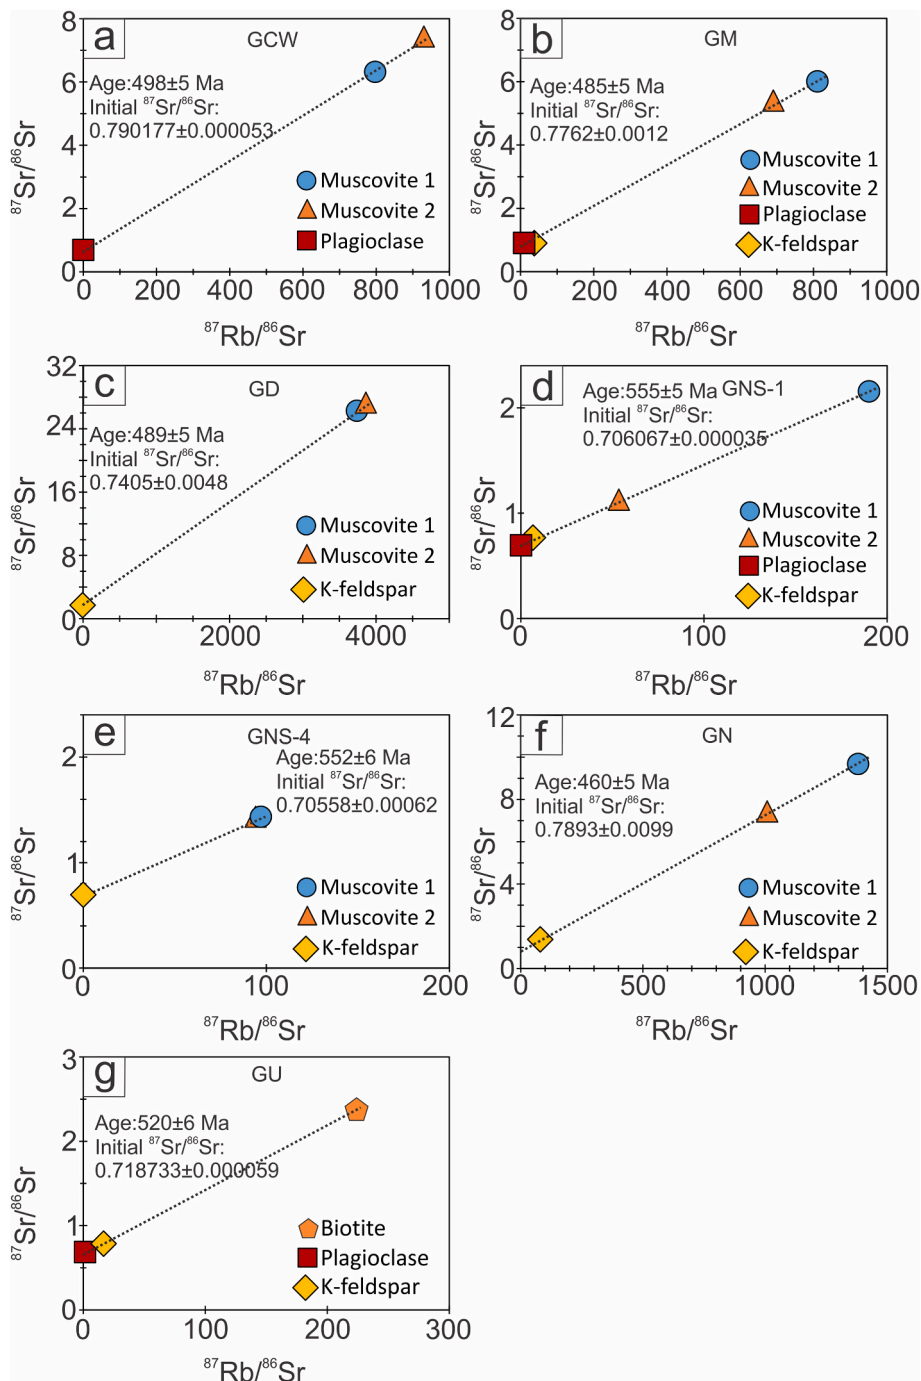 a
GCW
Age:498±5 Ma
Initial ⁸⁷Sr/⁸⁶Sr:
0.790177±0.000053
Muscovite 1
Muscovite 2
Plagioclase
8
6
4
2
0
0 200 400 600 800 1000
⁸⁷Sr/⁸⁶Sr
⁸⁷Rb/⁸⁶Sr
b
GM
Age:485±5 Ma
Initial ⁸⁷Sr/⁸⁶Sr:
0.7762±0.0012
Muscovite 1
Muscovite 2
Plagioclase
K-feldspar
8
6
4
2
0
0 200 400 600 800 1000
⁸⁷Sr/⁸⁶Sr
⁸⁷Rb/⁸⁶Sr
c
GD
Age:489±5 Ma
Initial ⁸⁷Sr/⁸⁶Sr:
0.7405±0.0048
Muscovite 1
Muscovite 2
K-feldspar
32
24
16
8
0
0 2000 4000
⁸⁷Sr/⁸⁶Sr
⁸⁷Rb/⁸⁶Sr
d
GNS-1
Age:555±5 Ma
Initial ⁸⁷Sr/⁸⁶Sr:
0.706067±0.000035
Muscovite 1
Muscovite 2
Plagioclase
K-feldspar
2
1
0
0 100 200
⁸⁷Sr/⁸⁶Sr
⁸⁷Rb/⁸⁶Sr
e
GNS-4
Age:552±6 Ma
Initial ⁸⁷Sr/⁸⁶Sr:
0.70558±0.00062
Muscovite 1
Muscovite 2
K-feldspar
2
1
0
0 100 200
⁸⁷Sr/⁸⁶Sr
⁸⁷Rb/⁸⁶Sr
f
GN
Age:460±5 Ma
Initial ⁸⁷Sr/⁸⁶Sr:
0.7893±0.0099
Muscovite 1
Muscovite 2
K-feldspar
12
8
4
0
0 500 1000 1500
⁸⁷Sr/⁸⁶Sr
⁸⁷Rb/⁸⁶Sr
g
GU
Age:520±6 Ma
Initial ⁸⁷Sr/⁸⁶Sr:
0.718733±0.000059
Biotite
Plagioclase
K-feldspar
3
2
1
0
0 100 200 300
⁸⁷Sr/⁸⁶Sr
⁸⁷Rb/⁸⁶Sr